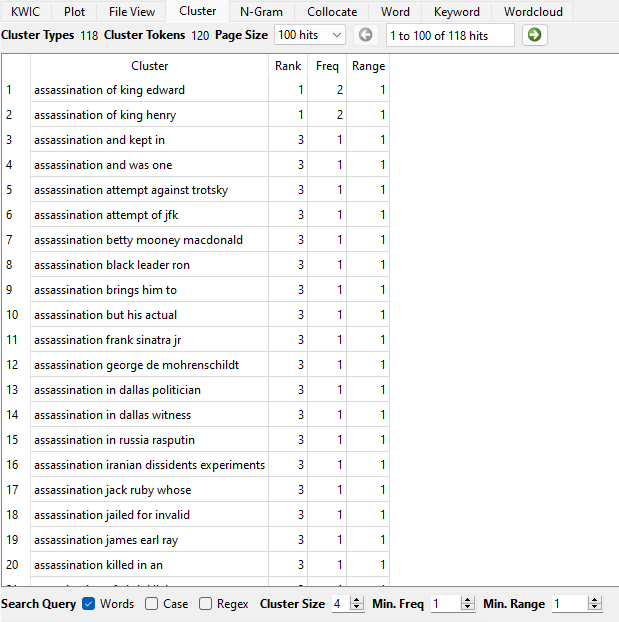 KWIC Plot File View Cluster N-Gram Collocate Word Keyword Wordcloud
Cluster Types 118 Cluster Tokens 120 Page Size 100 hits 1 to 100 of 118 hits
Cluster Rank Freq Range
1 assassination of king edward 1 2 1
2 assassination of king henry 1 2 1
3 assassination and kept in 3 1 1
4 assassination and was one 3 1 1
5 assassination attempt against trotsky 3 1 1
6 assassination attempt of jfk 3 1 1
7 assassination betty mooney macdonald 3 1 1
8 assassination black leader ron 3 1 1
9 assassination brings him to 3 1 1
10 assassination but his actual 3 1 1
11 assassination frank sinatra jr 3 1 1
12 assassination george de mohrenschildt 3 1 1
13 assassination in dallas politician 3 1 1
14 assassination in dallas witness 3 1 1
15 assassination in russia rasputin 3 1 1
16 assassination iranian dissidents experiments 3 1 1
17 assassination jack ruby whose 3 1 1
18 assassination jailed for invalid 3 1 1
19 assassination james earl ray 3 1 1
20 assassination killed in an 3 1 1
Search Query Words Case Regex Cluster Size 4 Min. Freq 1 Min. Range 1